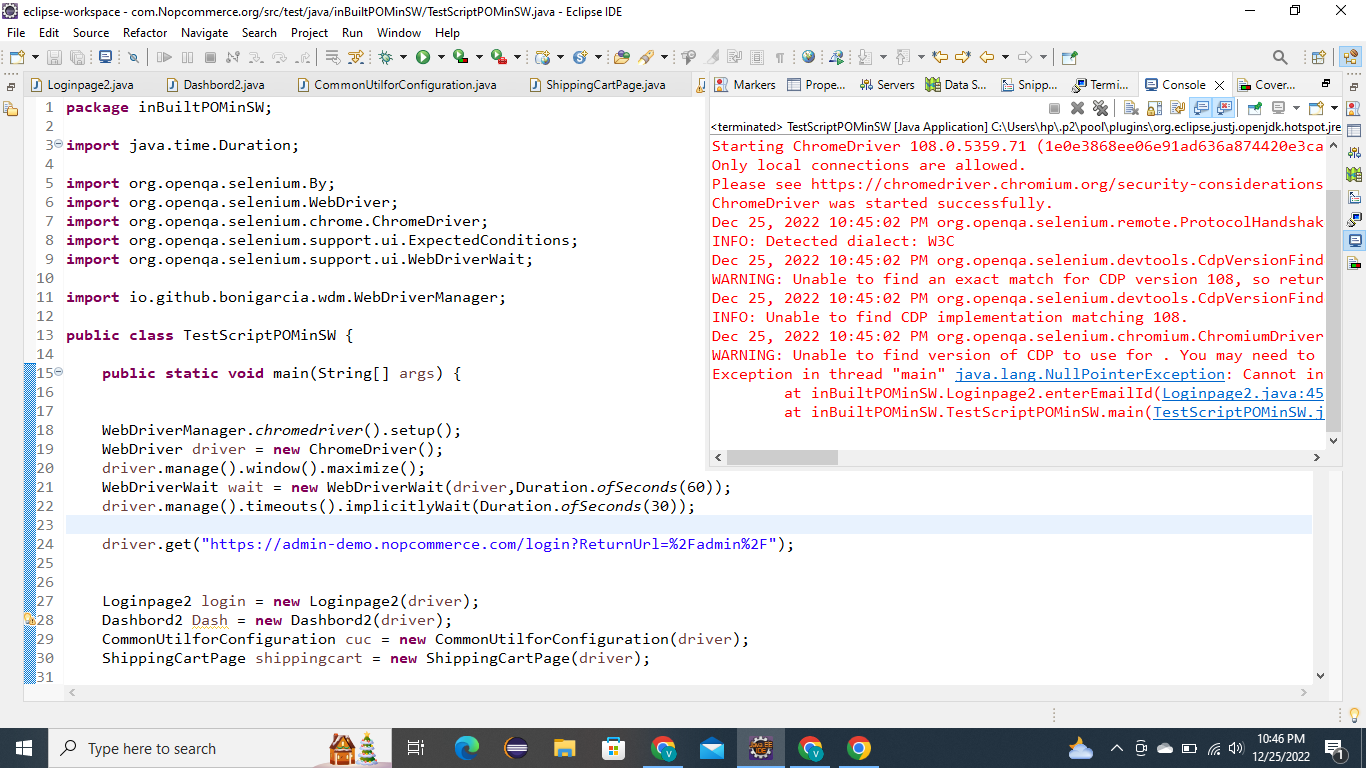 eclipse-workspace - com.Nopcommerce.org/src/test/java/inBuiltPOMinSW/TestScriptPOMinSW.java - Eclipse IDE
File Edit Source Refactor Navigate Search Project Run Window Help
Loginpage2.java Dashbord2.java CommonUtilforConfiguration.java ShippingCartPage.java
Markers Prope... Servers Data S... Snipp... Termi... Console Cover...
<terminated> TestScriptPOMinSW [Java Application] C:\Users\hp\.p2\pool\plugins\org.eclipse.justj.openjdk.hotspot.jre
Starting ChromeDriver 108.0.5359.71 (1e0e3868ee06e91ad636a874420e3ca
Only local connections are allowed.
Please see https://chromedriver.chromium.org/security-considerations
ChromeDriver was started successfully.
Dec 25, 2022 10:45:02 PM org.openqa.selenium.remote.ProtocolHandshak
INFO: Detected dialect: W3C
Dec 25, 2022 10:45:02 PM org.openqa.selenium.devtools.CdpVersionFind
WARNING: Unable to find an exact match for CDP version 108, so retur
Dec 25, 2022 10:45:02 PM org.openqa.selenium.devtools.CdpVersionFind
INFO: Unable to find CDP implementation matching 108.
Dec 25, 2022 10:45:02 PM org.openqa.selenium.chromium.ChromiumDriver
WARNING: Unable to find version of CDP to use for . You may need to
Exception in thread "main" java.lang.NullPointerException: Cannot in
at inBuiltPOMinSW.Loginpage2.enterEmailId(Loginpage2.java:45
at inBuiltPOMinSW.TestScriptPOMinSW.main(TestScriptPOMinSW.j
1 package inBuiltPOMinSW;
2
3 import java.time.Duration;
4
5 import org.openqa.selenium.By;
6 import org.openqa.selenium.WebDriver;
7 import org.openqa.selenium.chrome.ChromeDriver;
8 import org.openqa.selenium.support.ui.ExpectedConditions;
9 import org.openqa.selenium.support.ui.WebDriverWait;
10
11 import io.github.bonigarcia.wdm.WebDriverManager;
12
13 public class TestScriptPOMinSW {
14
15 public static void main(String[] args) {
16
17
18 WebDriverManager.chromedriver().setup();
19 WebDriver driver = new ChromeDriver();
20 driver.manage().window().maximize();
21 WebDriverWait wait = new WebDriverWait(driver,Duration.ofSeconds(60));
22 driver.manage().timeouts().implicitlyWait(Duration.ofSeconds(30));
23
24 driver.get("https://admin-demo.nopcommerce.com/login?ReturnUrl=%2Fadmin%2F");
25
26
27 Loginpage2 login = new Loginpage2(driver);
28 Dashbord2 Dash = new Dashbord2(driver);
29 CommonUtilforConfiguration cuc = new CommonUtilforConfiguration(driver);
30 ShippingCartPage shippingcart = new ShippingCartPage(driver);
31
Type here to search
10:46 PM
12/25/2022
1